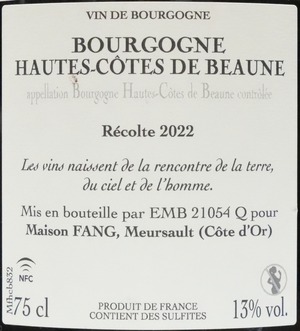 VIN DE BOURGOGNE
BOURGOGNE
HAUTES-CÔTES DE BEAUNE
appellation Bourgogne Hautes-Côtes de Beaune contrôlée
Récolte 2022
Les vins naissent de la rencontre de la terre,
du ciel et de l'homme.
Mis en bouteille par EMB 21054 Q pour
Maison FANG, Meursault (Côte d'Or)
NFC
Mfhcb832
75 cl
PRODUIT DE FRANCE
CONTIENT DES SULFITES
13% vol.